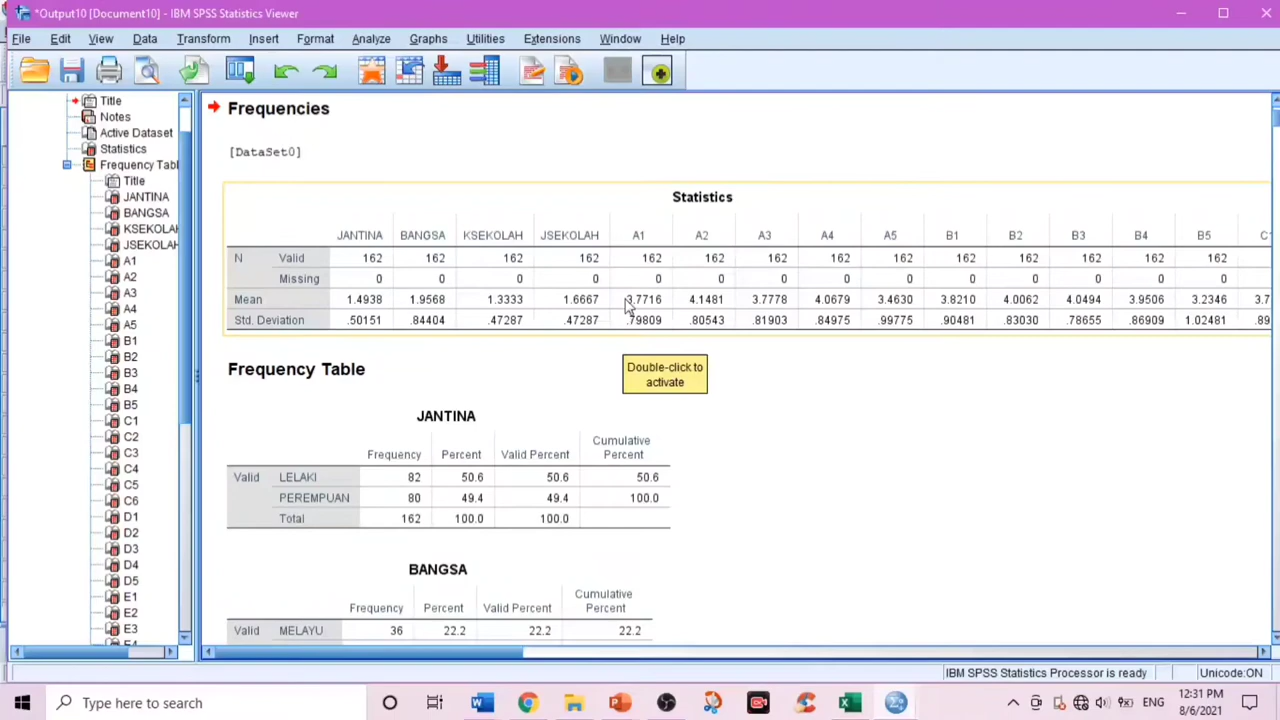 *Output10 [Document10] - IBM SPSS Statistics Viewer
File Edit View Data Transform Insert Format Analyze Graphs Utilities Extensions Window Help
Title
Notes
Active Dataset
Statistics
Frequency Tabl
Title
JANTINA
BANGSA
KSEKOLAH
JSEKOLAH
A1
A2
A3
A4
A5
B1
B2
B3
B4
B5
C1
C2
C3
C4
C5
C6
D1
D2
D3
D4
D5
E1
E2
E3
E4
Frequencies
[DataSet0]
Statistics
JANTINA BANGSA KSEKOLAH JSEKOLAH A1 A2 A3 A4 A5 B1 B2 B3 B4 B5 C1
N Valid 162 162 162 162 162 162 162 162 162 162 162 162 162 162
Missing 0 0 0 0 0 0 0 0 0 0 0 0 0 0
Mean 1.4938 1.9568 1.3333 1.6667 3.7716 4.1481 3.7778 4.0679 3.4630 3.8210 4.0062 4.0494 3.9506 3.2346 3.7
Std. Deviation .50151 .84404 .47287 .47287 .79809 .80543 .81903 .84975 .99775 .90481 .83030 .78655 .86909 1.02481 .89
Double-click to
activate
Frequency Table
JANTINA
Frequency Percent Valid Percent Cumulative Percent
Valid LELAKI 82 50.6 50.6 50.6
PEREMPUAN 80 49.4 49.4 100.0
Total 162 100.0 100.0
BANGSA
Frequency Percent Valid Percent Cumulative Percent
Valid MELAYU 36 22.2 22.2 22.2
IBM SPSS Statistics Processor is ready Unicode:ON
Type here to search
ENG
12:31 PM
8/6/2021